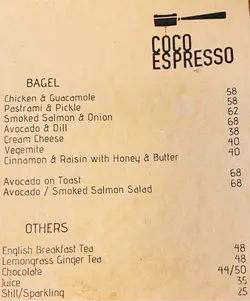 COCO
ESPRESSO
BAGEL
Chicken & Guacamole 58
Pastrami & Pickle 58
Smoked Salmon & Onion 62
Avocado & Dill 68
Cream Cheese 38
Vegemite 40
Cinnamon & Raisin with Honey & Butter 40
Avocado on Toast 68
Avocado / Smoked Salmon Salad 68
OTHERS
English Breakfast Tea 48
Lemongrass Ginger Tea 48
Chocolate 44/50
Juice 35
Still/Sparkling 25